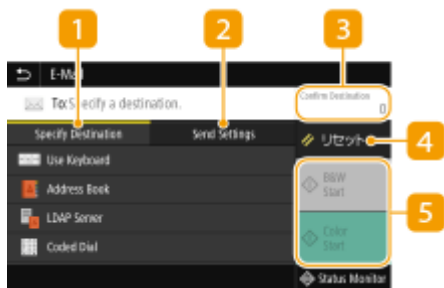 1
2
3
E-Mail
To: Specify a destination.
Confirm Destination
0
Specify Destination
Send Settings
リセット
4
Use Keyboard
B&W
Start
Address Book
5
LDAP Server
Color
Start
Coded Dial
Status Monitor